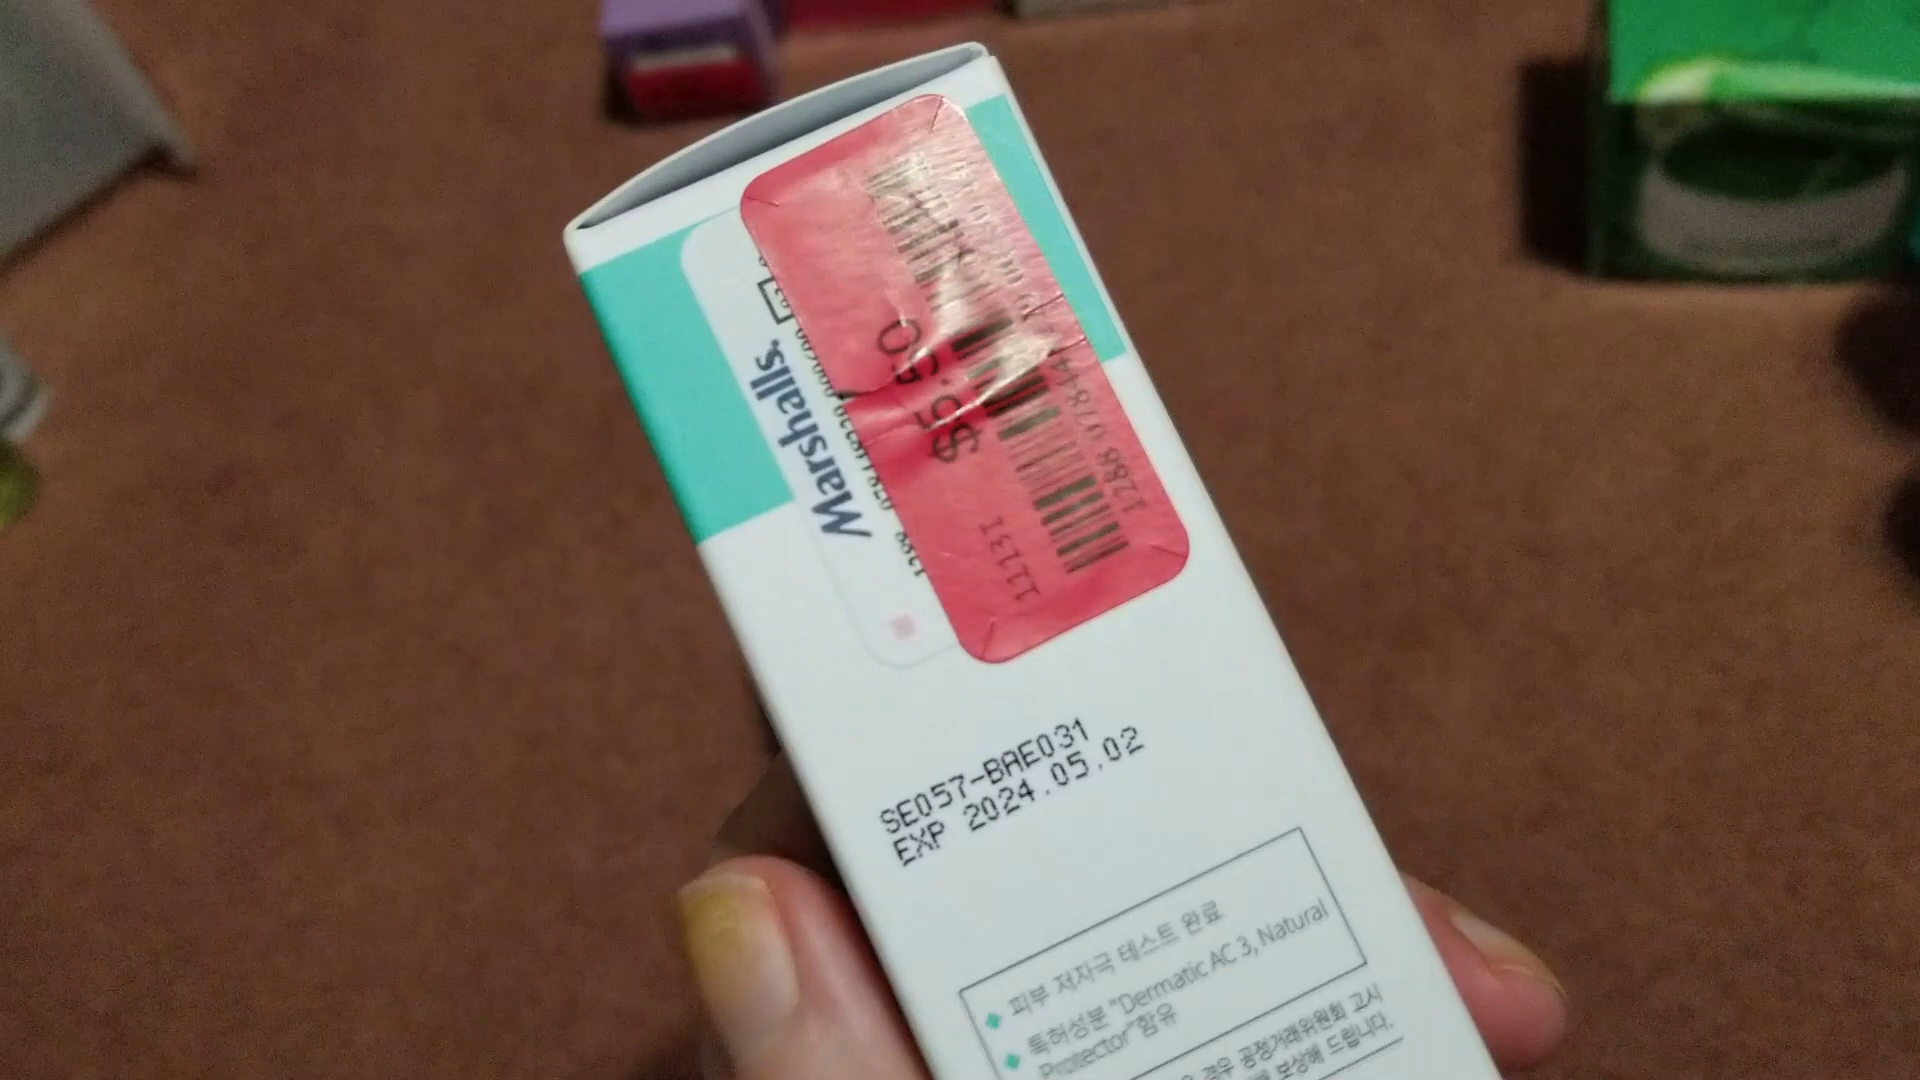 Marshalls.
$5.50
11131
SE057-BAE031
EXP 2024.05.02
피부 저자극 테스트 완료
특허성분 "Dermatic AC 3, Natural
Protector"함유
경우 공정거래위원회 고시
보상해 드립니다.